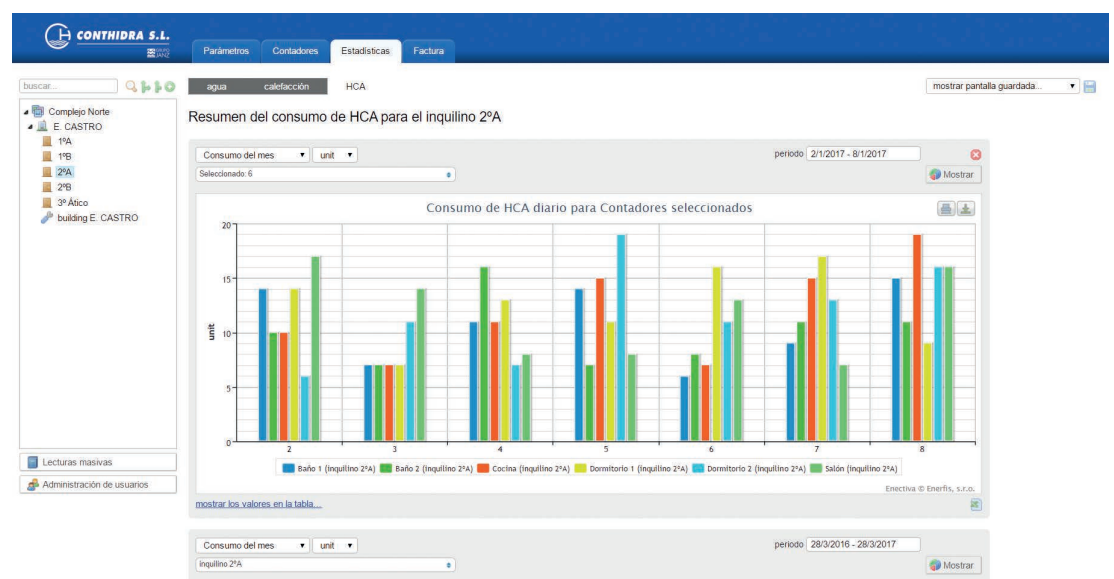 CONTHIDRA S.L.
GRUPO
JANZ
Parámetros Contadores Estadísticas Factura
buscar...
agua calefacción HCA
mostrar pantalla guardada...
Complejo Norte
E. CASTRO
1ºA
1ºB
2ºA
2ºB
3º Ático
building E. CASTRO
Lecturas masivas
Administración de usuarios
Resumen del consumo de HCA para el inquilino 2ºA
Consumo del mes unit periodo 2/1/2017 - 8/1/2017
Seleccionado: 6 Mostrar
Consumo de HCA diario para Contadores seleccionados
20
15
10
5
0
unit
2 3 4 5 6 7 8
Baño 1 (inquilino 2ºA) Baño 2 (inquilino 2ºA) Cocina (inquilino 2ºA) Dormitorio 1 (inquilino 2ºA) Dormitorio 2 (inquilino 2ºA) Salón (inquilino 2ºA)
Enectiva © Enerfis, s.r.o.
mostrar los valores en la tabla...
Consumo del mes unit periodo 28/3/2016 - 28/3/2017
inquilino 2ºA Mostrar